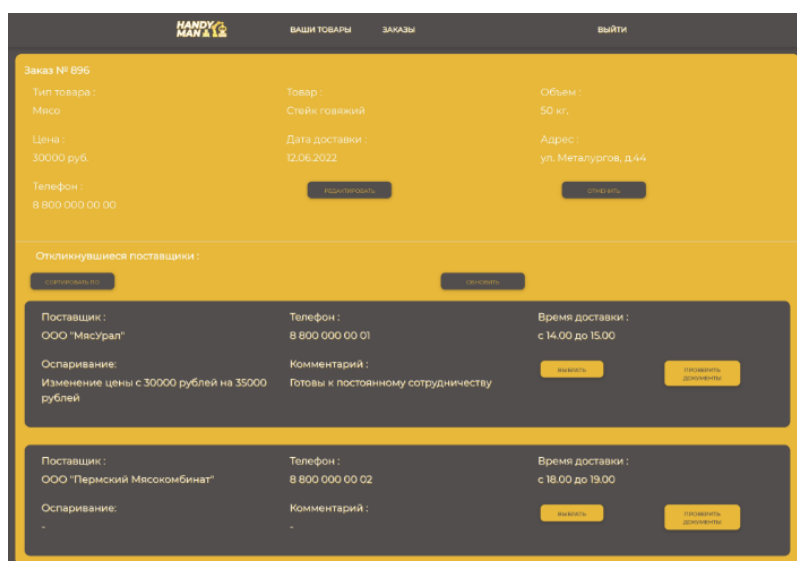 HANDY
MAN
ВАШИ ТОВАРЫ ЗАКАЗЫ ВЫЙТИ
Заказ № 896
Тип товара : Товар : Объем :
Мясо Стейк говяжий 50 кг.
Цена : Дата доставки : Адрес :
30000 руб. 12.06.2022 ул. Металургов, д.44
Телефон : РЕДАКТИРОВАТЬ ОТМЕНИТЬ
8 800 000 00 00
Откликнувшиеся поставщики :
СОРТИРОВАТЬ ПО ОБНОВИТЬ
Поставщик : Телефон : Время доставки :
ООО "МясУрал" 8 800 000 00 01 с 14.00 до 15.00
Оспаривание: Комментарий : ВЫБРАТЬ ПРОВЕРИТЬ
ДОКУМЕНТЫ
Изменение цены с 30000 рублей на 35000 Готовы к постоянному сотрудничеству
рублей
Поставщик : Телефон : Время доставки :
ООО "Пермский Мясокомбинат" 8 800 000 00 02 с 18.00 до 19.00
Оспаривание: Комментарий : ВЫБРАТЬ ПРОВЕРИТЬ
ДОКУМЕНТЫ
- -